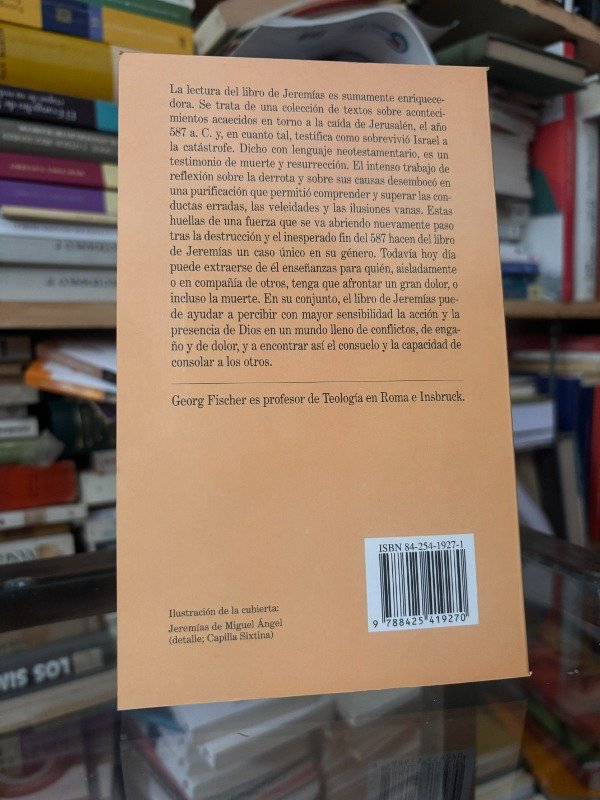 La lectura del libro de Jeremías es sumamente enriquece-
dora. Se trata de una colección de textos sobre aconteci-
mientos acaecidos en torno a la caída de Jerusalén, el año
587 a. C. y, en cuanto tal, testifica como sobrevivió Israel a
la catástrofe. Dicho con lenguaje neotestamentario, es un
testimonio de muerte y resurrección. El intenso trabajo de
reflexión sobre la derrota y sobre sus causas desembocó en
una purificación que permitió comprender y superar las con-
ductas erradas, las veleidades y las ilusiones vanas. Estas
huellas de una fuerza que se va abriendo nuevamente paso
tras la destrucción y el inesperado fin del 587 hacen del libro
de Jeremías un caso único en su género. Todavía hoy día
puede extraerse de él enseñanzas para quién, aisladamente
o en compañía de otros, tenga que afrontar un gran dolor, o
incluso la muerte. En su conjunto, el libro de Jeremías pue-
de ayudar a percibir con mayor sensibilidad la acción y la
presencia de Dios en un mundo lleno de conflictos, de enga-
ño y de dolor, y a encontrar así el consuelo y la capacidad de
consolar a los otros.
Georg Fischer es profesor de Teología en Roma e Insbruck.
ISBN 84-254-1927-1
9 788425 419270
Ilustración de la cubierta:
Jeremías de Miguel Ángel
(detalle; Capilla Sixtina)
LOS